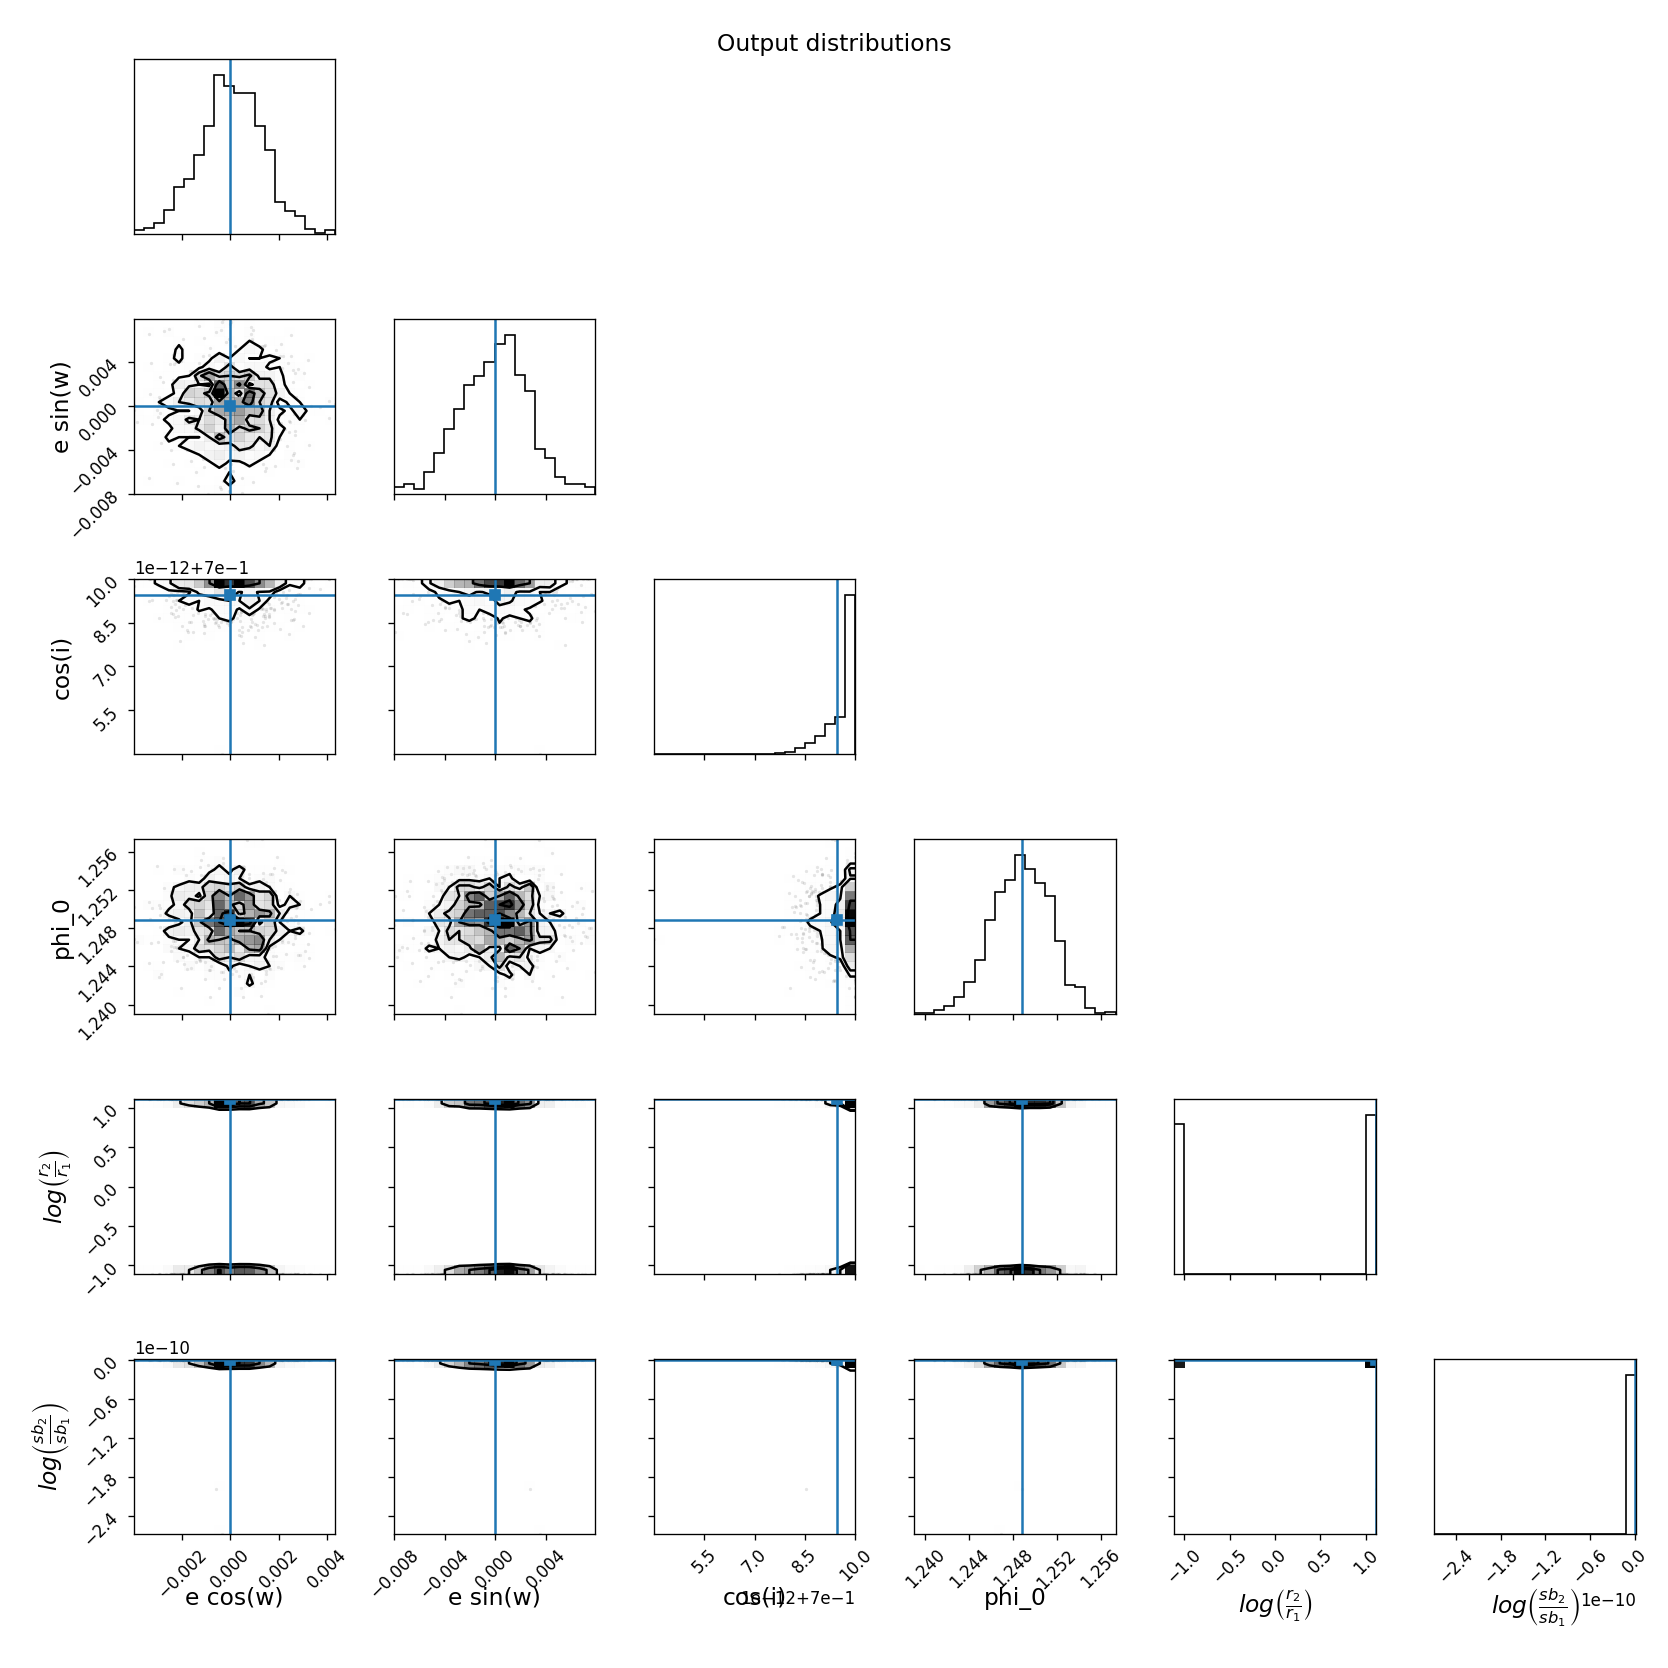 Output distributions
e sin(w)
0.004
0.000
−0.004
−0.008
1e−12+7e−1
cos(i)
10.0
8.5
7.0
5.5
phi_0
1.256
1.252
1.248
1.244
1.240
log(r₂/r₁)
1.0
0.5
0.0
−0.5
−1.0
1e−10
log(sb₂/sb₁)
0.0
−0.6
−1.2
−1.8
−2.4
−0.002 0.000 0.002 0.004
−0.008 −0.004 0.000 0.004
5.5 7.0 8.5 10.0
1.240 1.244 1.248 1.252 1.256
−1.0 −0.5 0.0 0.5 1.0
−2.4 −1.8 −1.2 −0.6 0.0
e cos(w) e sin(w) cos(i) 1e−12+7e−1 phi_0 log(r₂/r₁) log(sb₂/sb₁) 1e−10